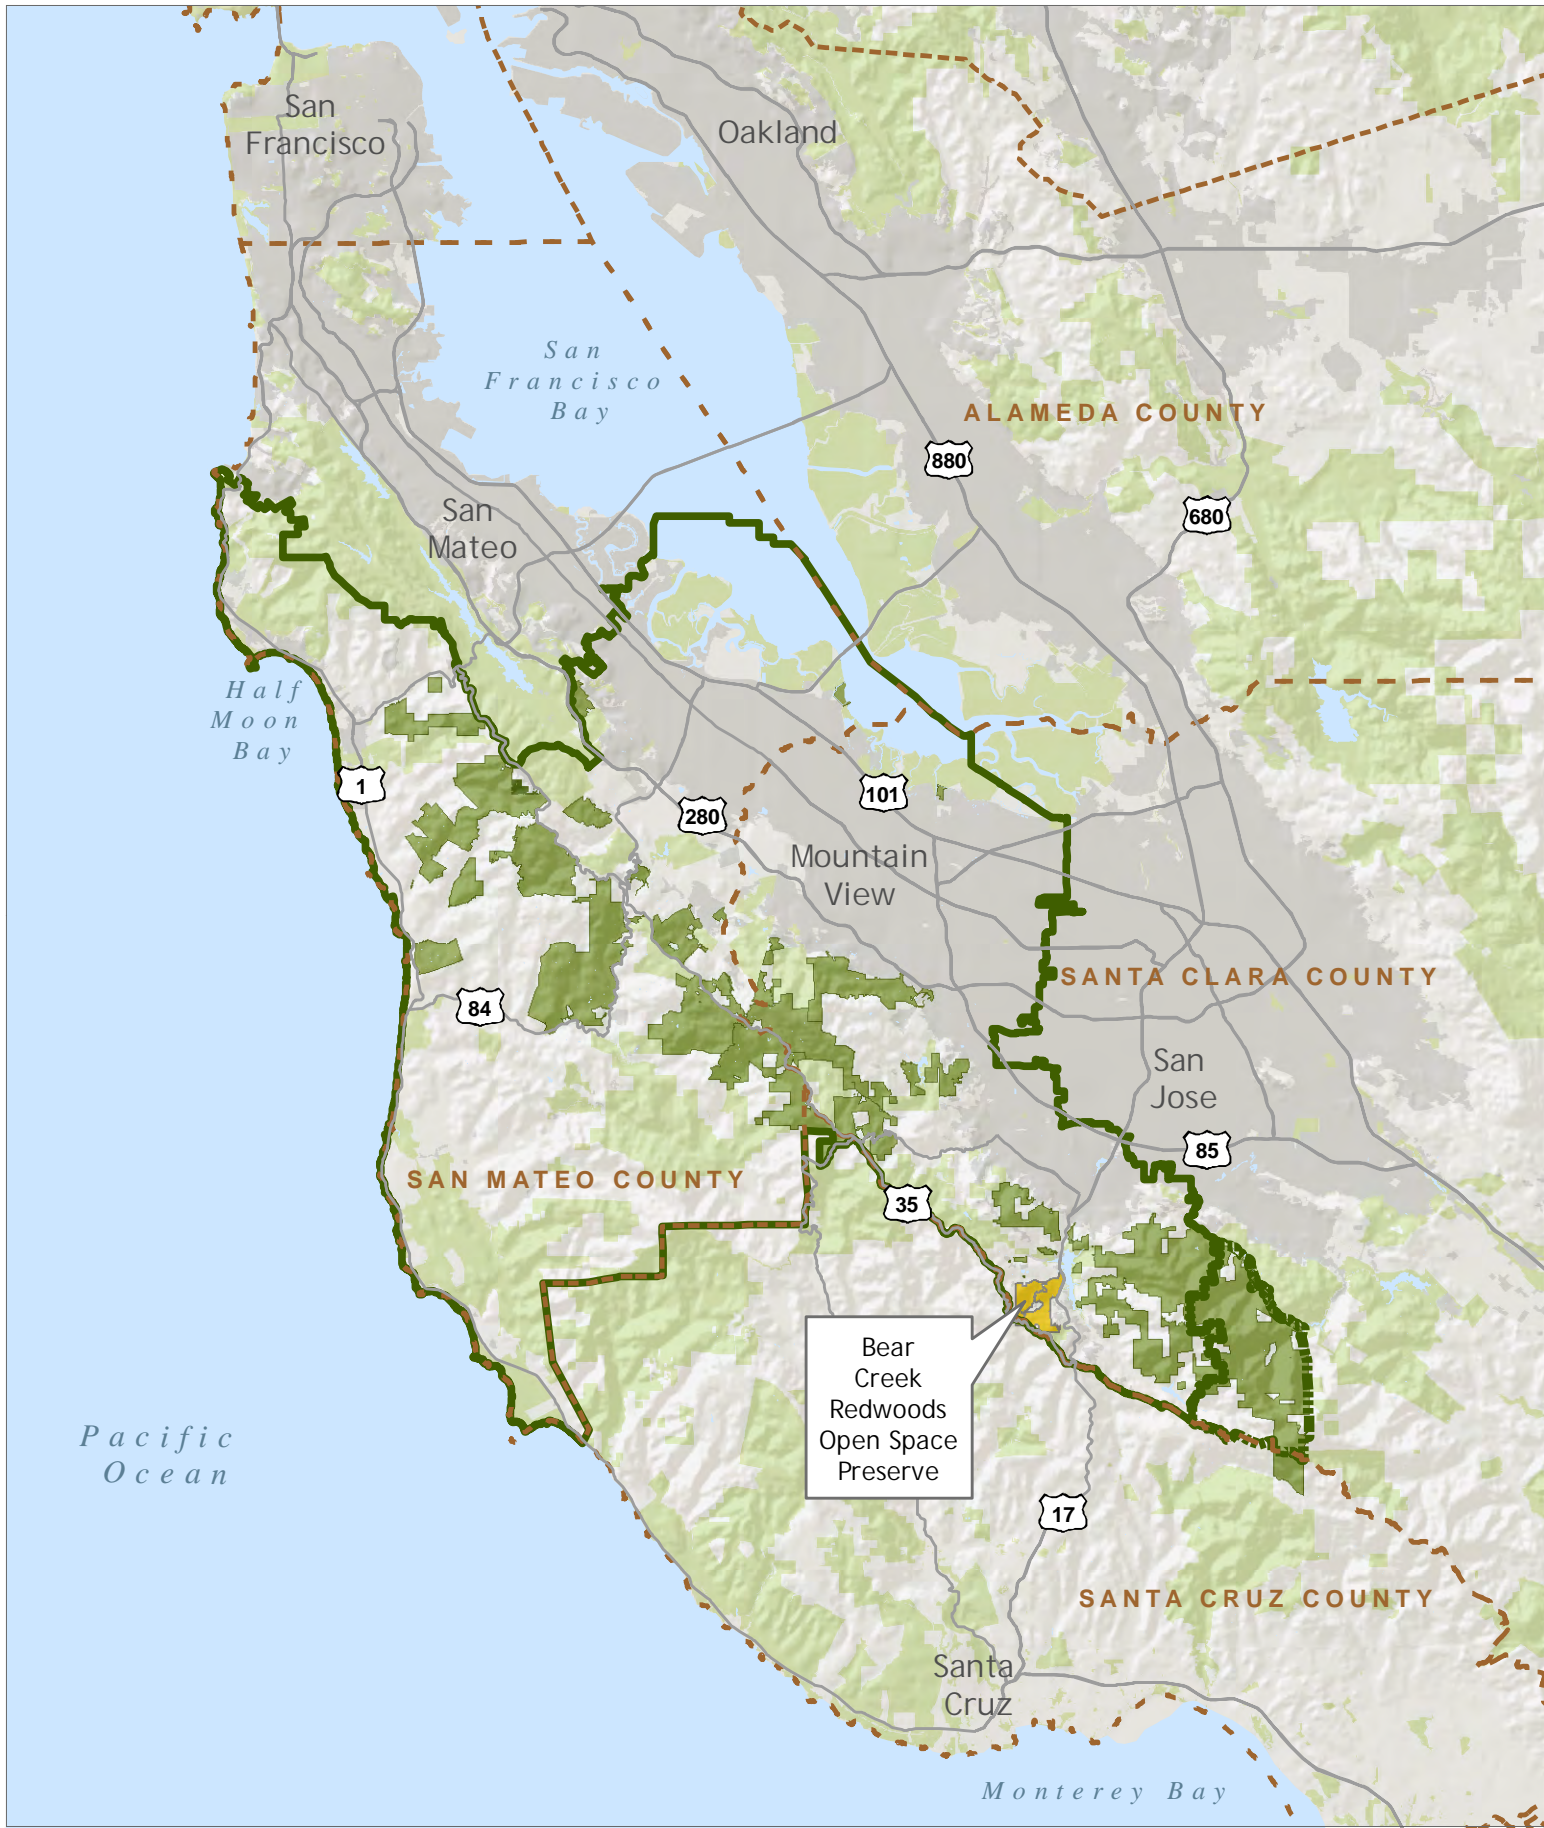 San
Francisco
Oakland
San
Francisco
Bay
ALAMEDA COUNTY
880
680
San
Mateo
Half
Moon
Bay
1
280
101
Mountain
View
SANTA CLARA COUNTY
84
San
Jose
85
SAN MATEO COUNTY
35
Bear
Creek
Redwoods
Open Space
Preserve
Pacific
Ocean
17
SANTA CRUZ COUNTY
Santa
Cruz
Monterey Bay